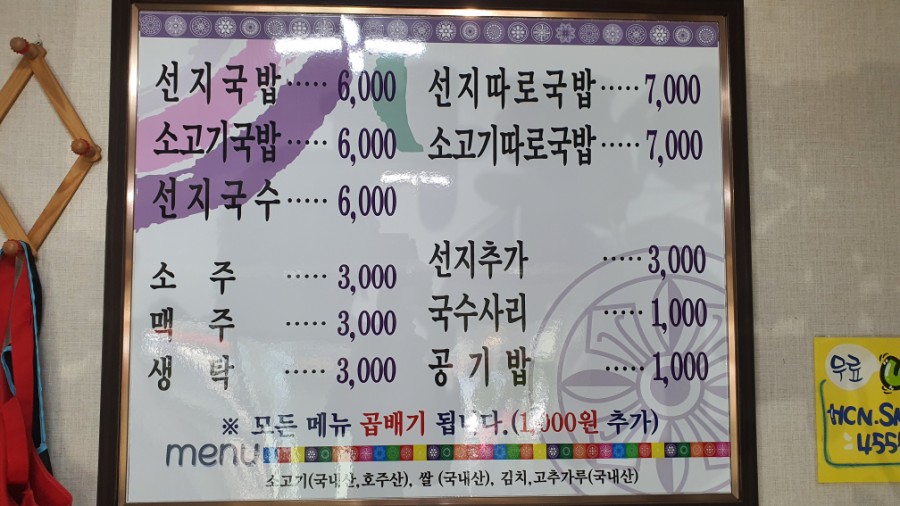 선지국밥 ····· 6,000
소고기국밥 ····· 6,000
선지국수 ····· 6,000
선지따로국밥 ····· 7,000
소고기따로국밥 ····· 7,000
소 주 ····· 3,000
맥 주 ····· 3,000
생 탁 ····· 3,000
선지추가 ····· 3,000
국수사리 ····· 1,000
공기밥 ····· 1,000
※ 모든 메뉴 곱배기 됩니다.(1,000원 추가)
menu
소고기(국내산,호주산), 쌀 (국내산), 김치,고추가루(국내산)
무료